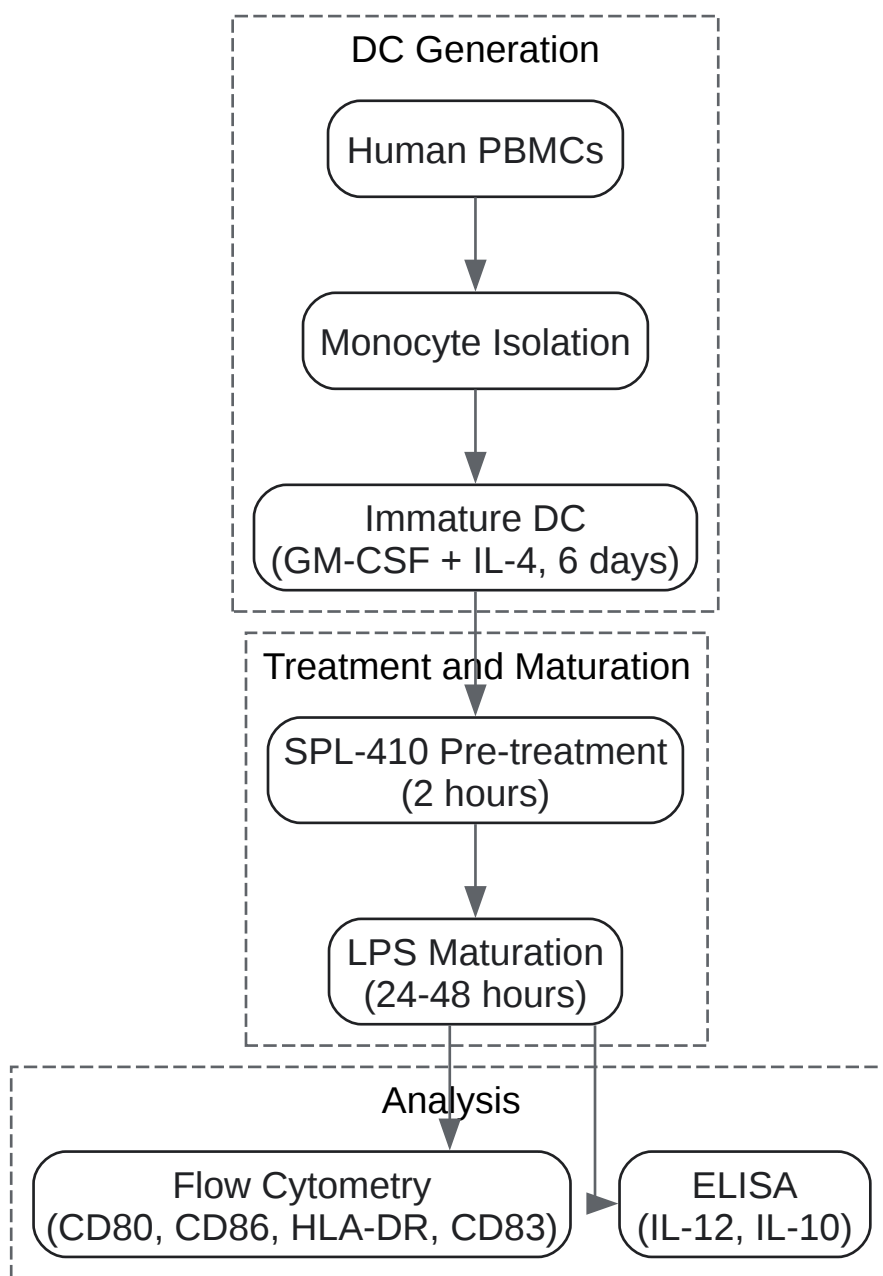 DC Generation
Human PBMCs
Monocyte Isolation
Immature DC
(GM-CSF + IL-4, 6 days)
Treatment and Maturation
SPL-410 Pre-treatment
(2 hours)
LPS Maturation
(24-48 hours)
Analysis
Flow Cytometry
(CD80, CD86, HLA-DR, CD83)
ELISA
(IL-12, IL-10)